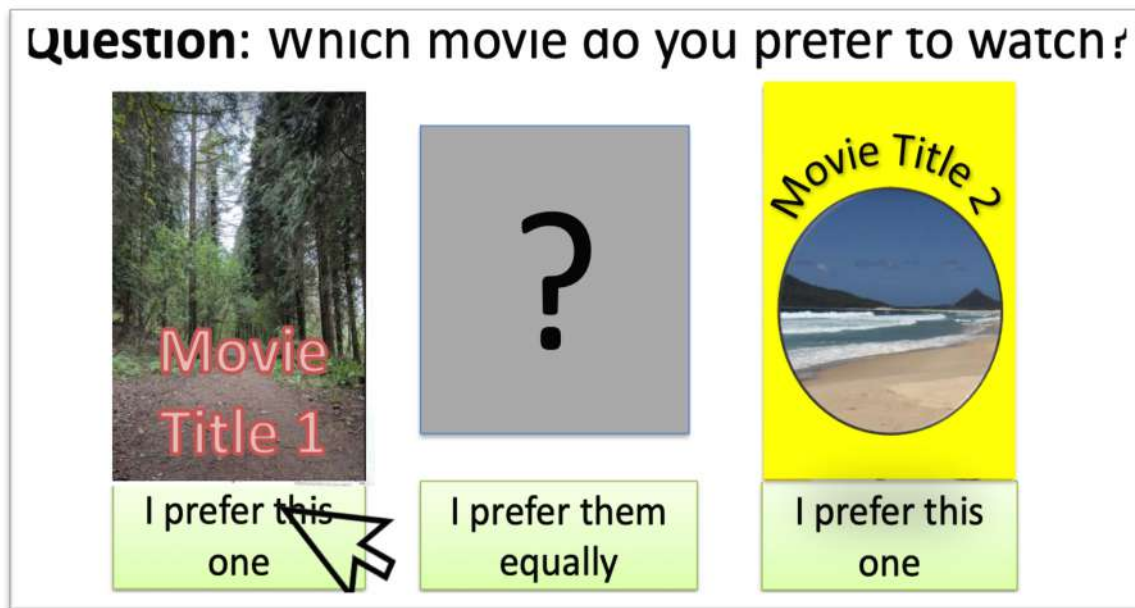 Question: Which movie do you prefer to watch?
Movie
Title 1
?
Movie Title 2
I prefer this
one
I prefer them
equally
I prefer this
one